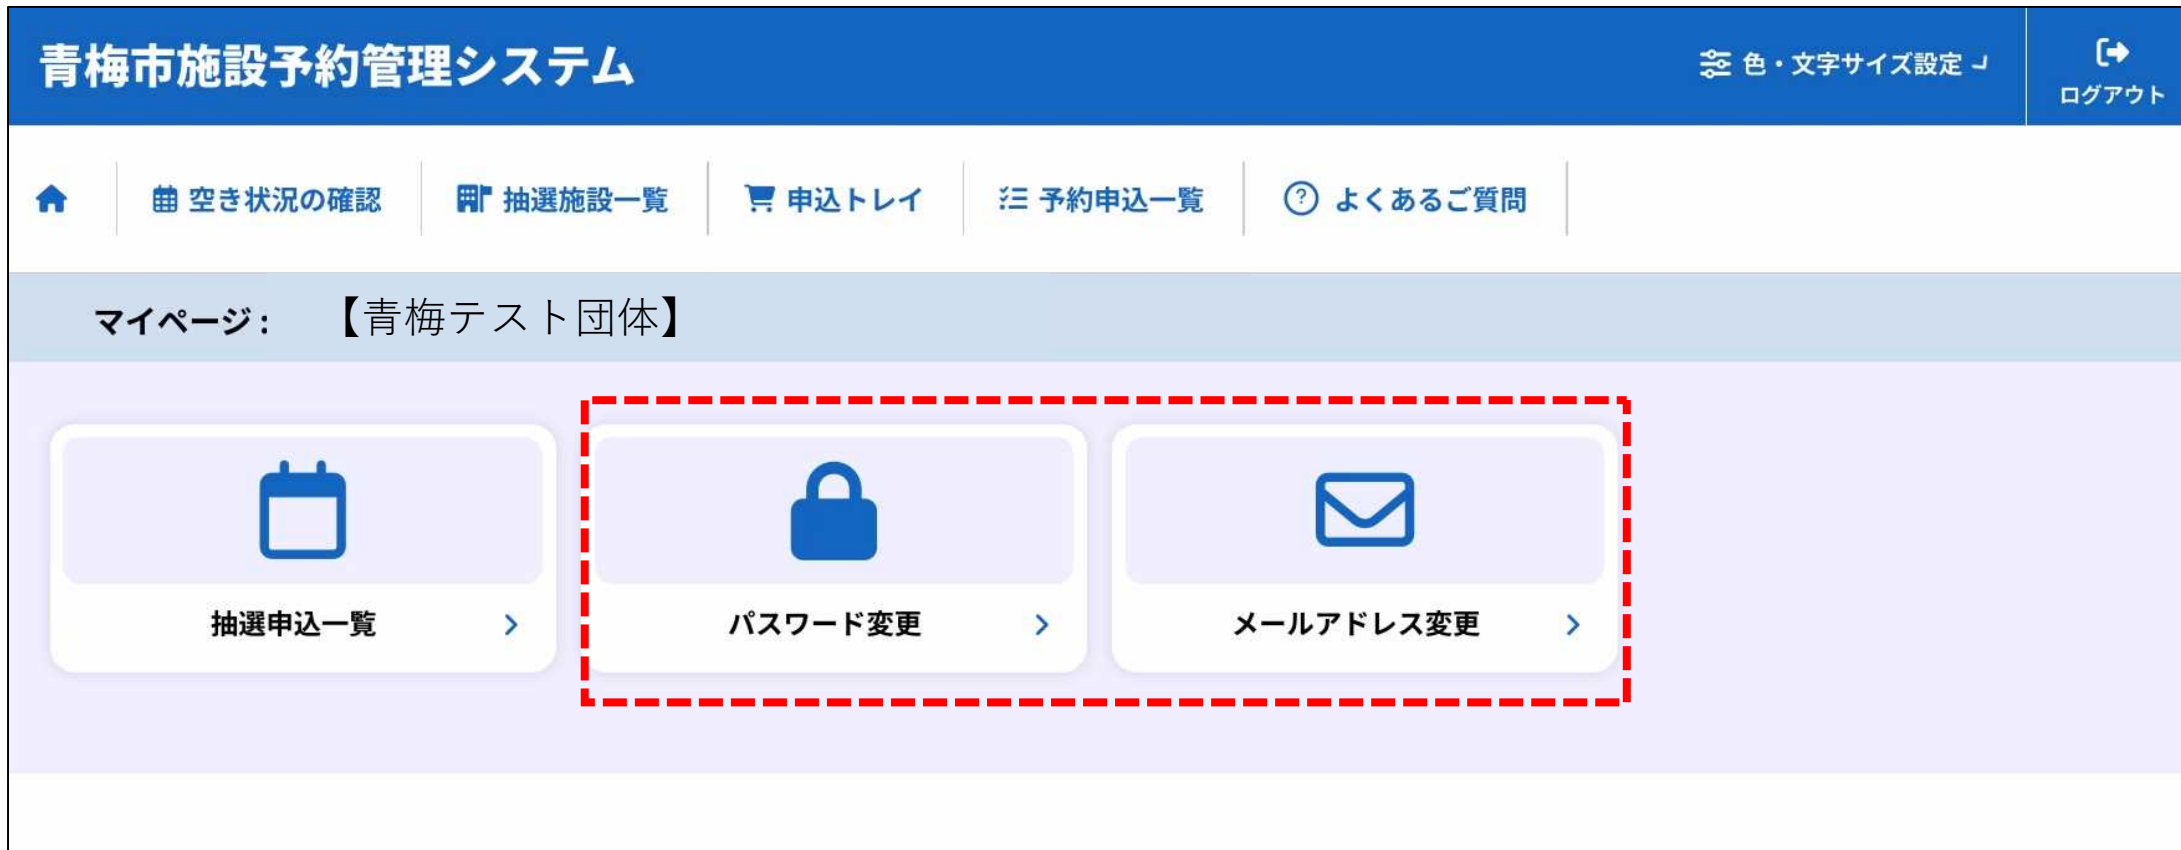 青梅市施設予約管理システム
色・文字サイズ設定
ログアウト
空き状況の確認
抽選施設一覧
申込トレイ
予約申込一覧
よくあるご質問
マイページ： 【青梅テスト団体】
抽選申込一覧
パスワード変更
メールアドレス変更